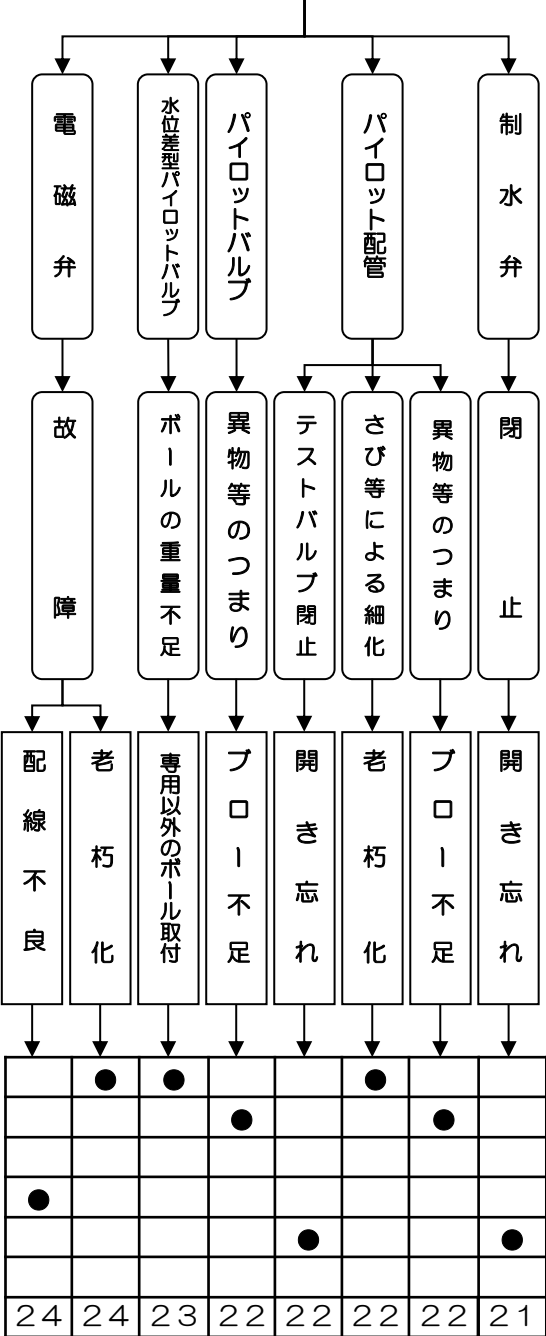 制水弁
パイロット配管
パイロットバルブ
水位差型パイロットバルブ
電磁弁
閉止
異物等のつまり
さび等による細化
テストバルブ閉止
異物等のつまり
ボールの重量不足
故障
開き忘れ
ブロー不足
老朽化
開き忘れ
ブロー不足
専用以外のボール取付
老朽化
配線不良
24 24 23 22 22 22 22 21